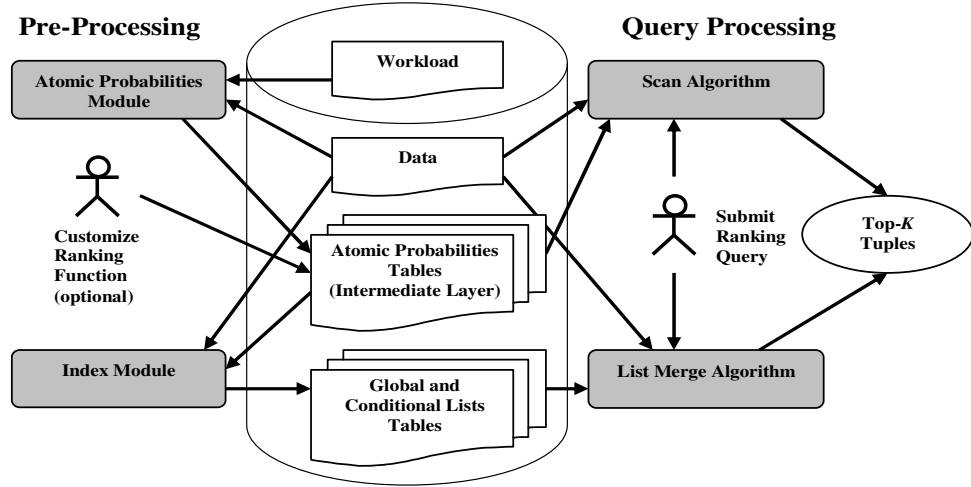 Pre-Processing
Query Processing
Workload
Atomic Probabilities
Module
Scan Algorithm
Data
Customize
Ranking
Function
(optional)
Atomic Probabilities
Tables
(Intermediate Layer)
Submit
Ranking
Query
Top-K
Tuples
Index Module
Global and
Conditional Lists
Tables
List Merge Algorithm